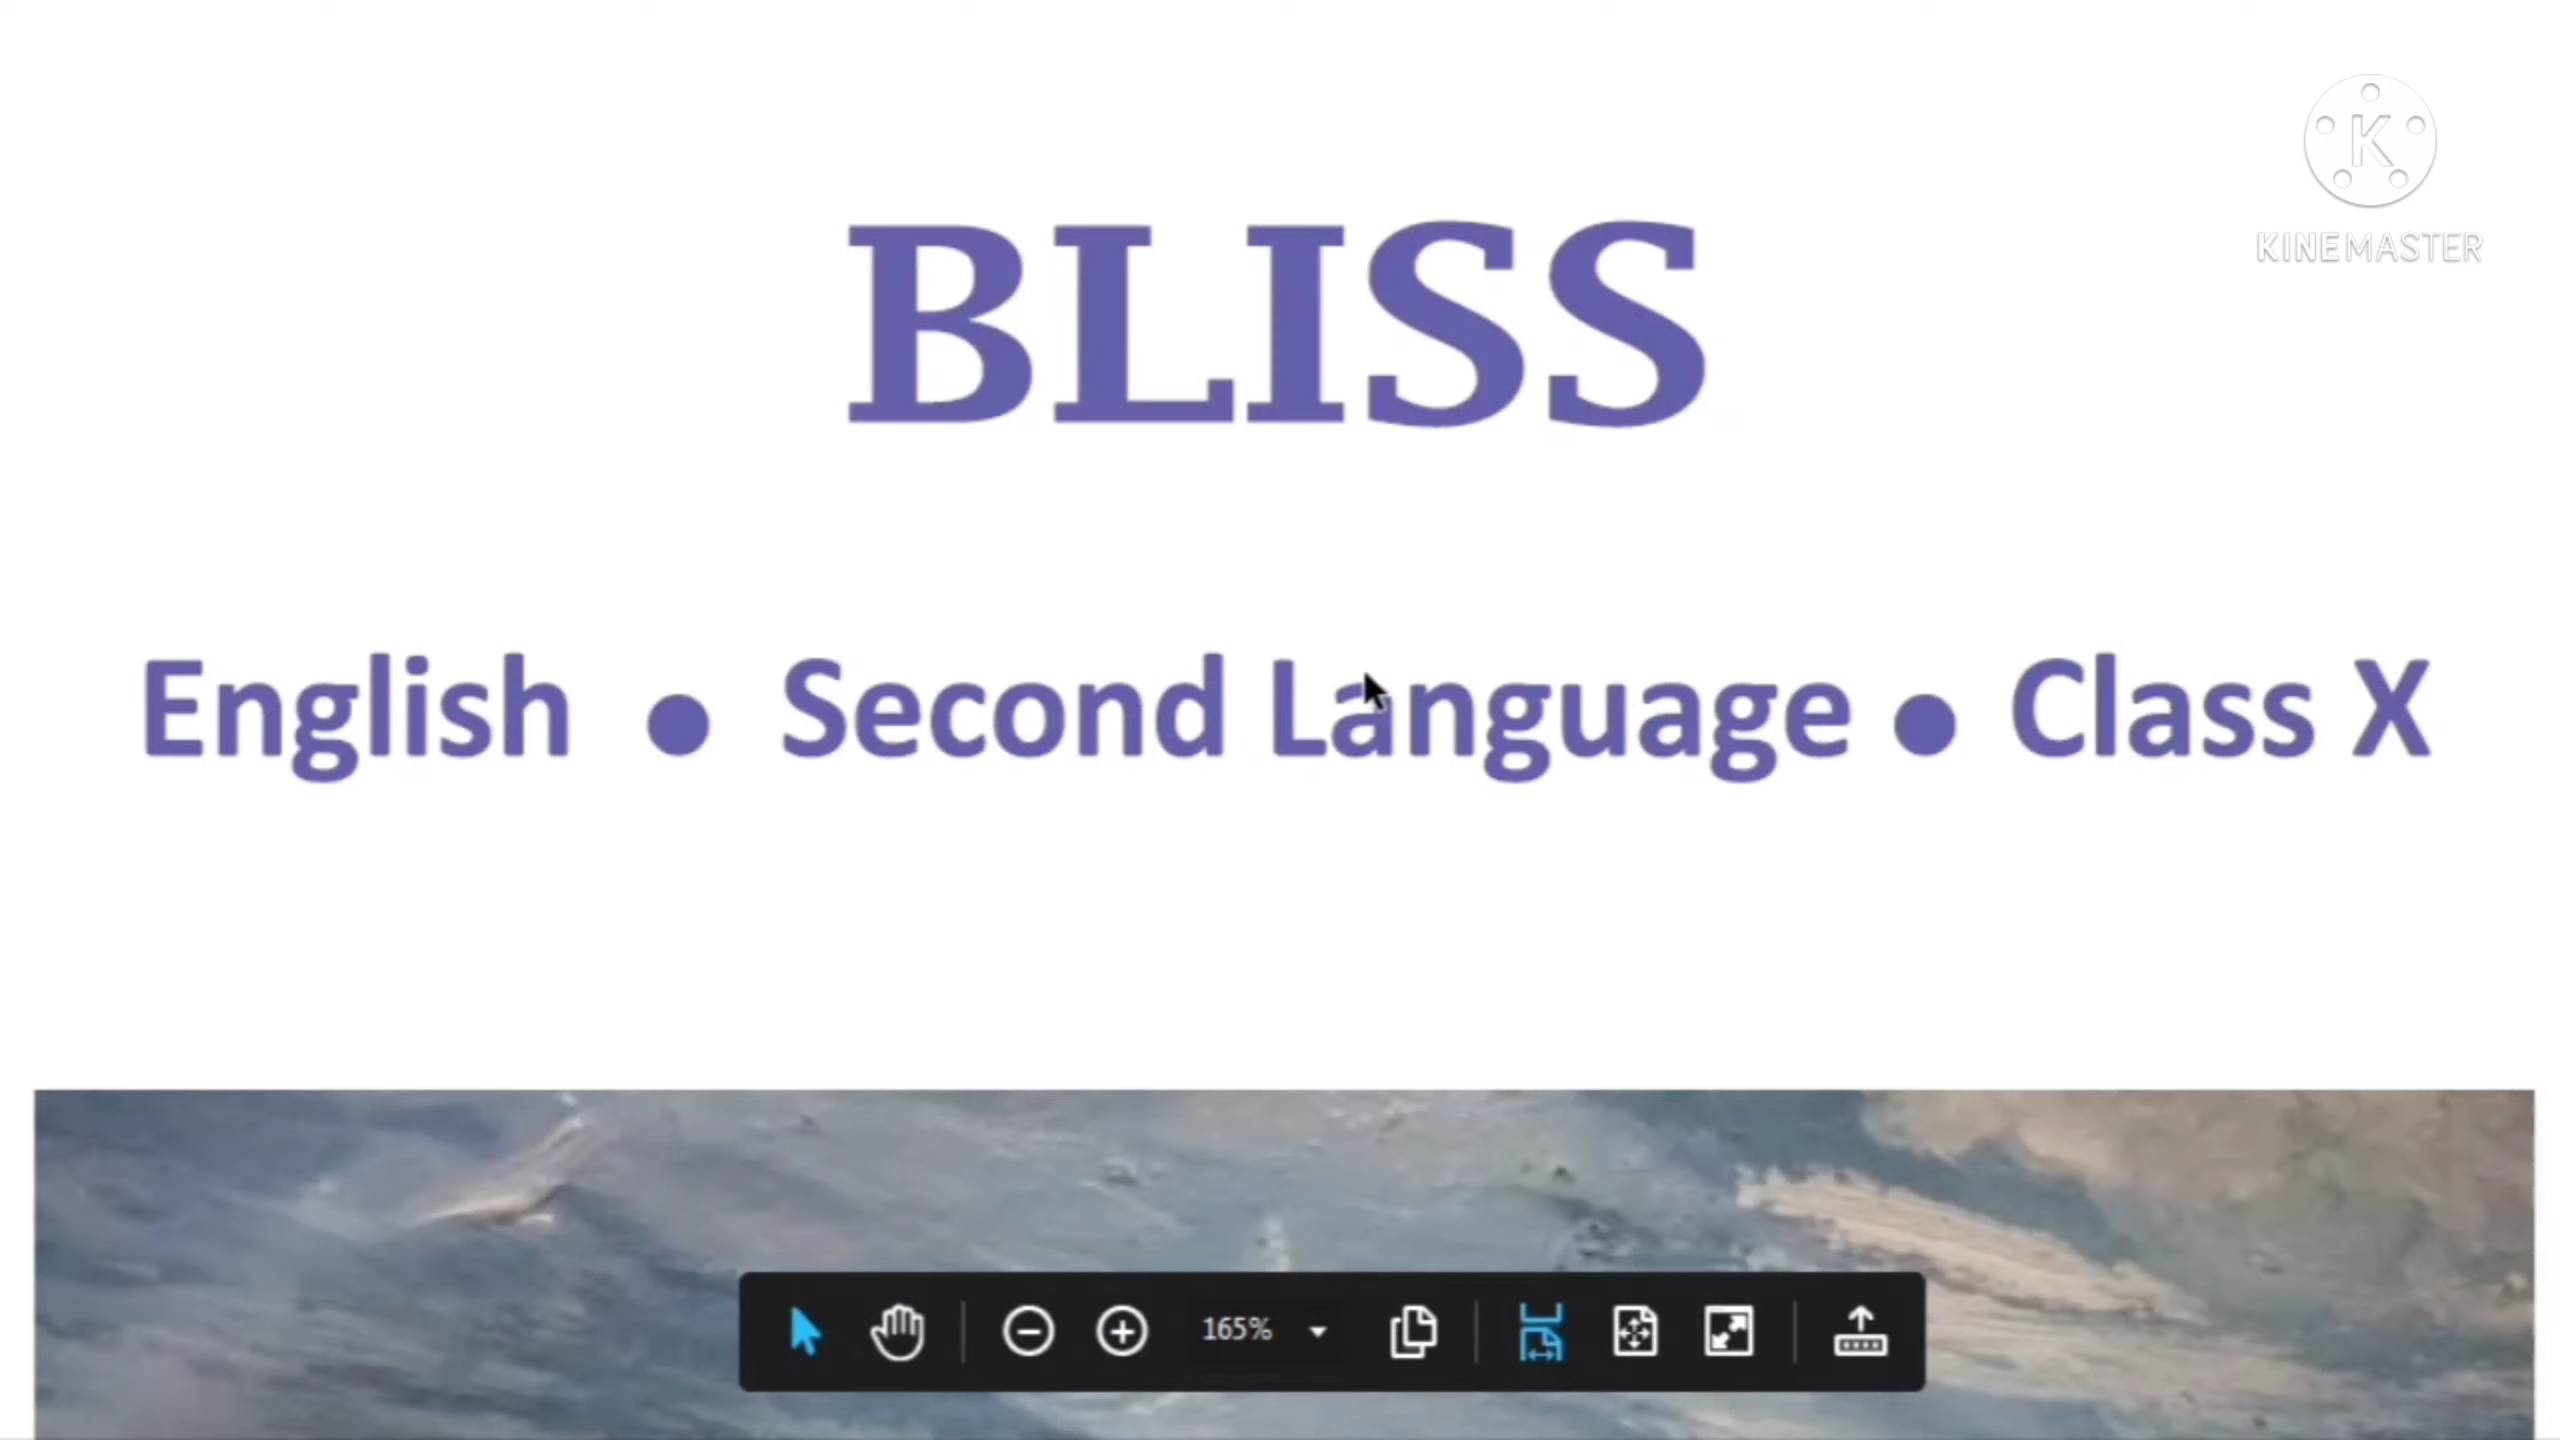 K
KINEMASTER
BLISS
English ● Second Language ● Class X
165%